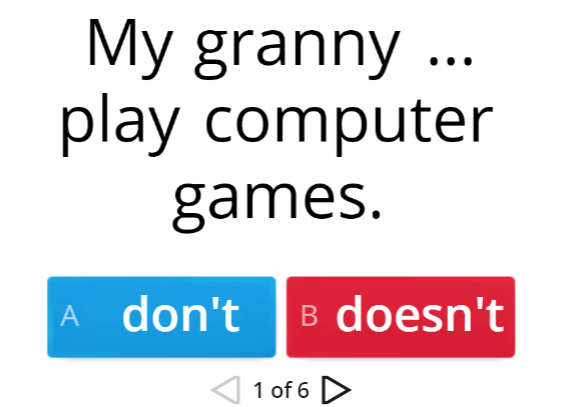 My granny ...
play computer
games.
A don't
B doesn't
1 of 6